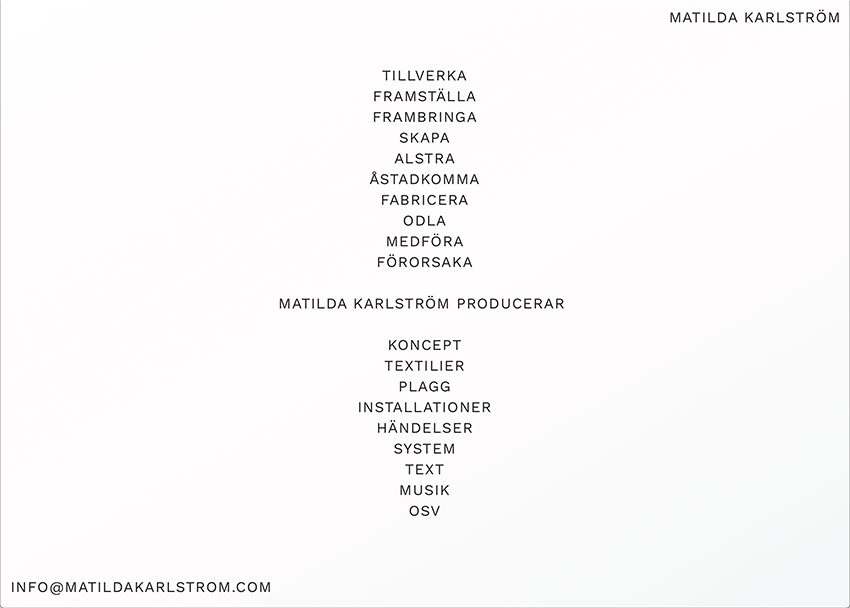 MATILDA KARLSTRÖM
TILLVERKA
FRAMSTÄLLA
FRAMBRINGA
SKAPA
ALSTRA
ÅSTADKOMMA
FABRICERA
ODLA
MEDFÖRA
FÖRORSAKA
MATILDA KARLSTRÖM PRODUCERAR
KONCEPT
TEXTILIER
PLAGG
INSTALLATIONER
HÄNDELSER
SYSTEM
TEXT
MUSIK
OSV
INFO@MATILDAKARLSTROM.COM